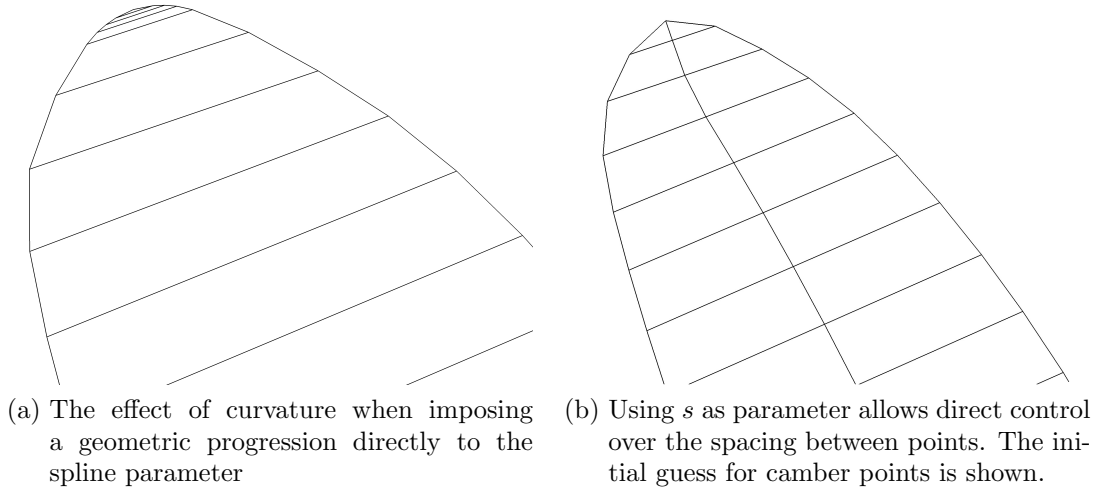 (a) The effect of curvature when imposing
a geometric progression directly to the
spline parameter
(b) Using s as parameter allows direct control
over the spacing between points. The ini-
tial guess for camber points is shown.